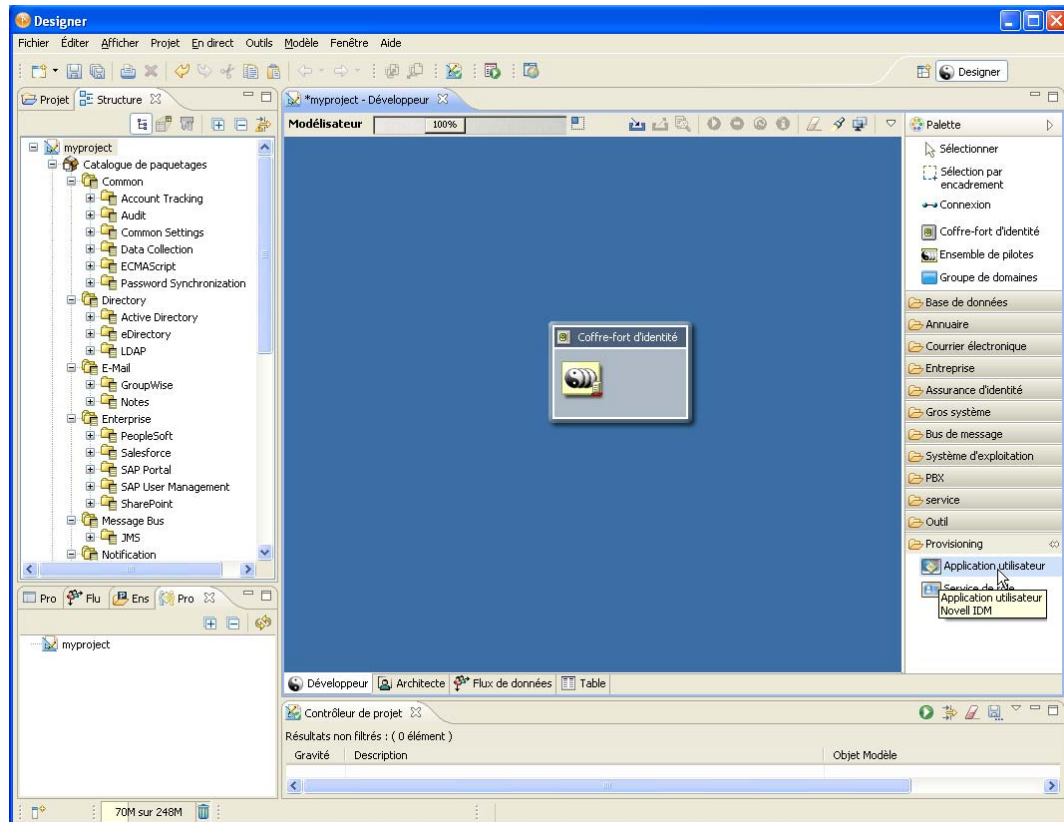 Designer
Fichier Éditer Afficher Projet En direct Outils Modèle Fenêtre Aide
Designer
Projet Structure
myproject
Catalogue de paquetages
Common
Account Tracking
Audit
Common Settings
Data Collection
ECMAScript
Password Synchronization
Directory
Active Directory
eDirectory
LDAP
E-Mail
GroupWise
Notes
Enterprise
PeopleSoft
Salesforce
SAP Portal
SAP User Management
SharePoint
Message Bus
JMS
Notification
*myproject - Développeur
Modélisateur 100%
Coffre-fort d'identité
Palette
Sélectionner
Sélection par
encadrement
Connexion
Coffre-fort d'identité
Ensemble de pilotes
Groupe de domaines
Base de données
Annuaire
Courrier électronique
Entreprise
Assurance d'identité
Gros système
Bus de message
Système d'exploitation
PBX
service
Outil
Provisioning
Application utilisateur
Application utilisateur
Novell IDM
Développeur Architecte Flux de données Table
Pro Flu Ens Pro
myproject
Contrôleur de projet
Résultats non filtrés : ( 0 élément )
Gravité Description Objet Modèle
70M sur 248M